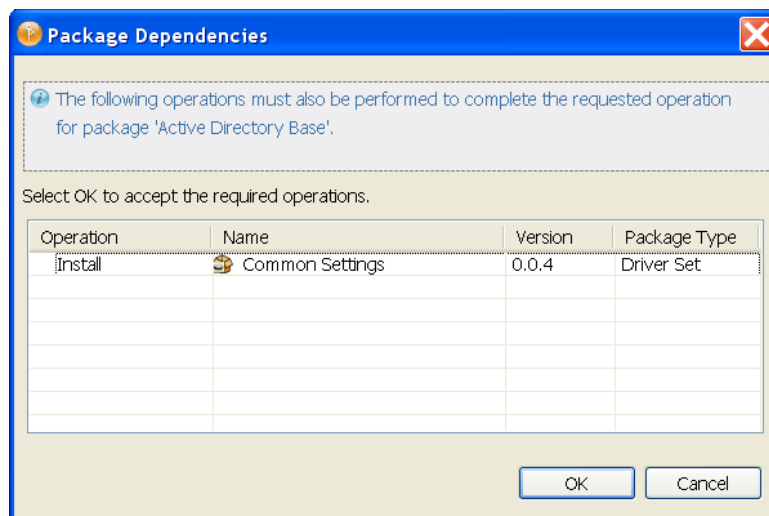 Package Dependencies
The following operations must also be performed to complete the requested operation
for package 'Active Directory Base'.
Select OK to accept the required operations.
Operation Name Version Package Type
Install Common Settings 0.0.4 Driver Set
OK Cancel